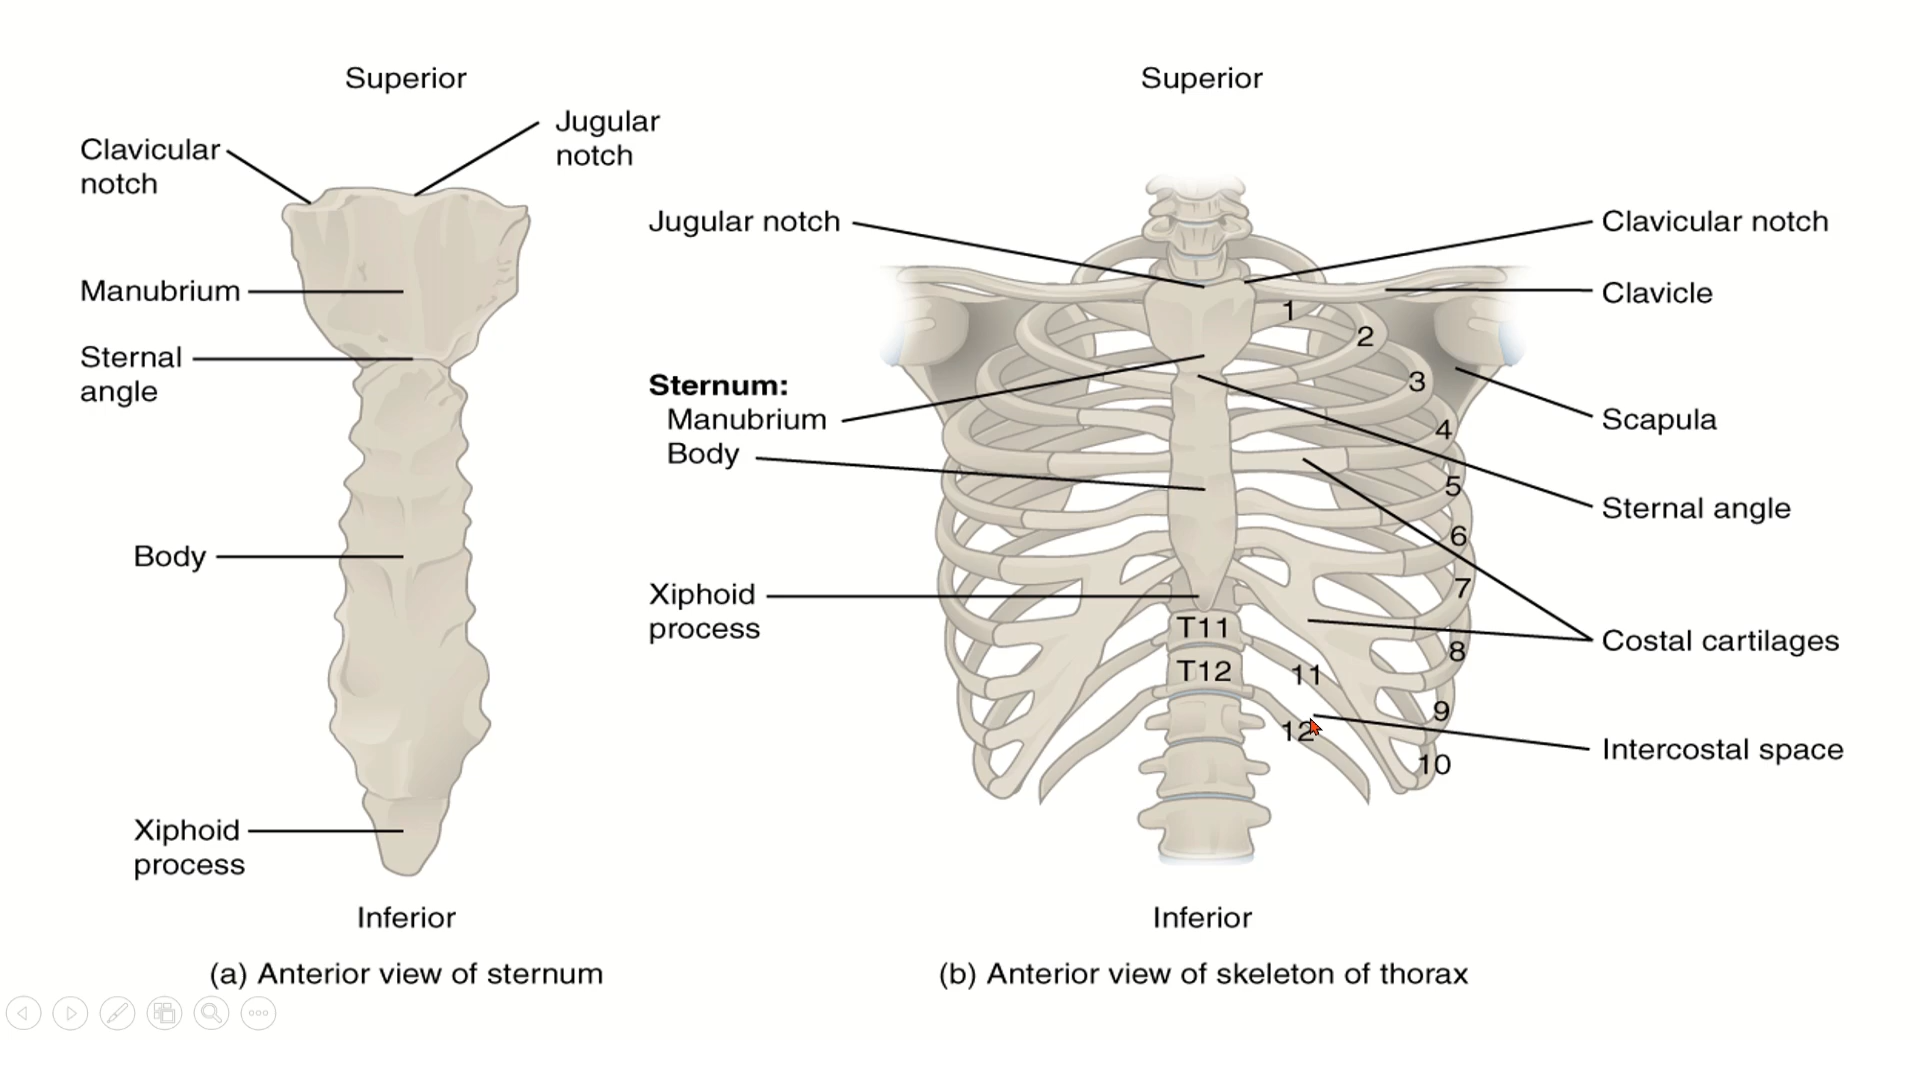 Superior
Clavicular
notch
Jugular
notch
Manubrium
Sternal
angle
Body
Xiphoid
process
Inferior
(a) Anterior view of sternum
Superior
Jugular notch
Sternum:
Manubrium
Body
Xiphoid
process
Clavicular notch
Clavicle
Scapula
Sternal angle
Costal cartilages
Intercostal space
1
2
3
4
5
6
7
8
9
10
T11
T12
11
12
Inferior
(b) Anterior view of skeleton of thorax